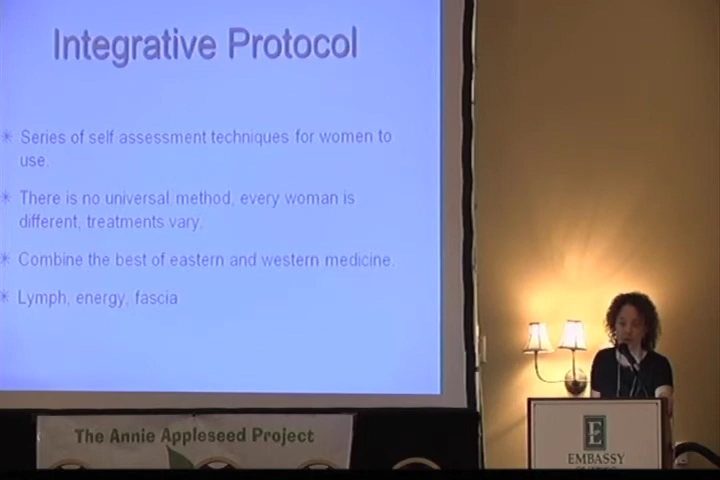 Integrative Protocol
* Series of self assessment techniques for women to
use.
* There is no universal method, every woman is
different, treatments vary.
* Combine the best of eastern and western medicine.
* Lymph, energy, fascia
The Annie Appleseed Project
E
EMBASSY